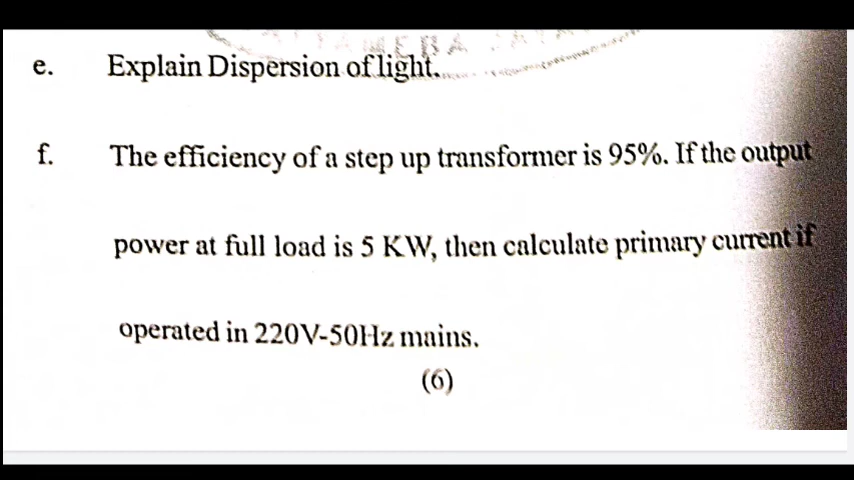 e. Explain Dispersion of light.
f. The efficiency of a step up transformer is 95%. If the output
power at full load is 5 KW, then calculate primary current if
operated in 220V-50Hz mains.
(6)